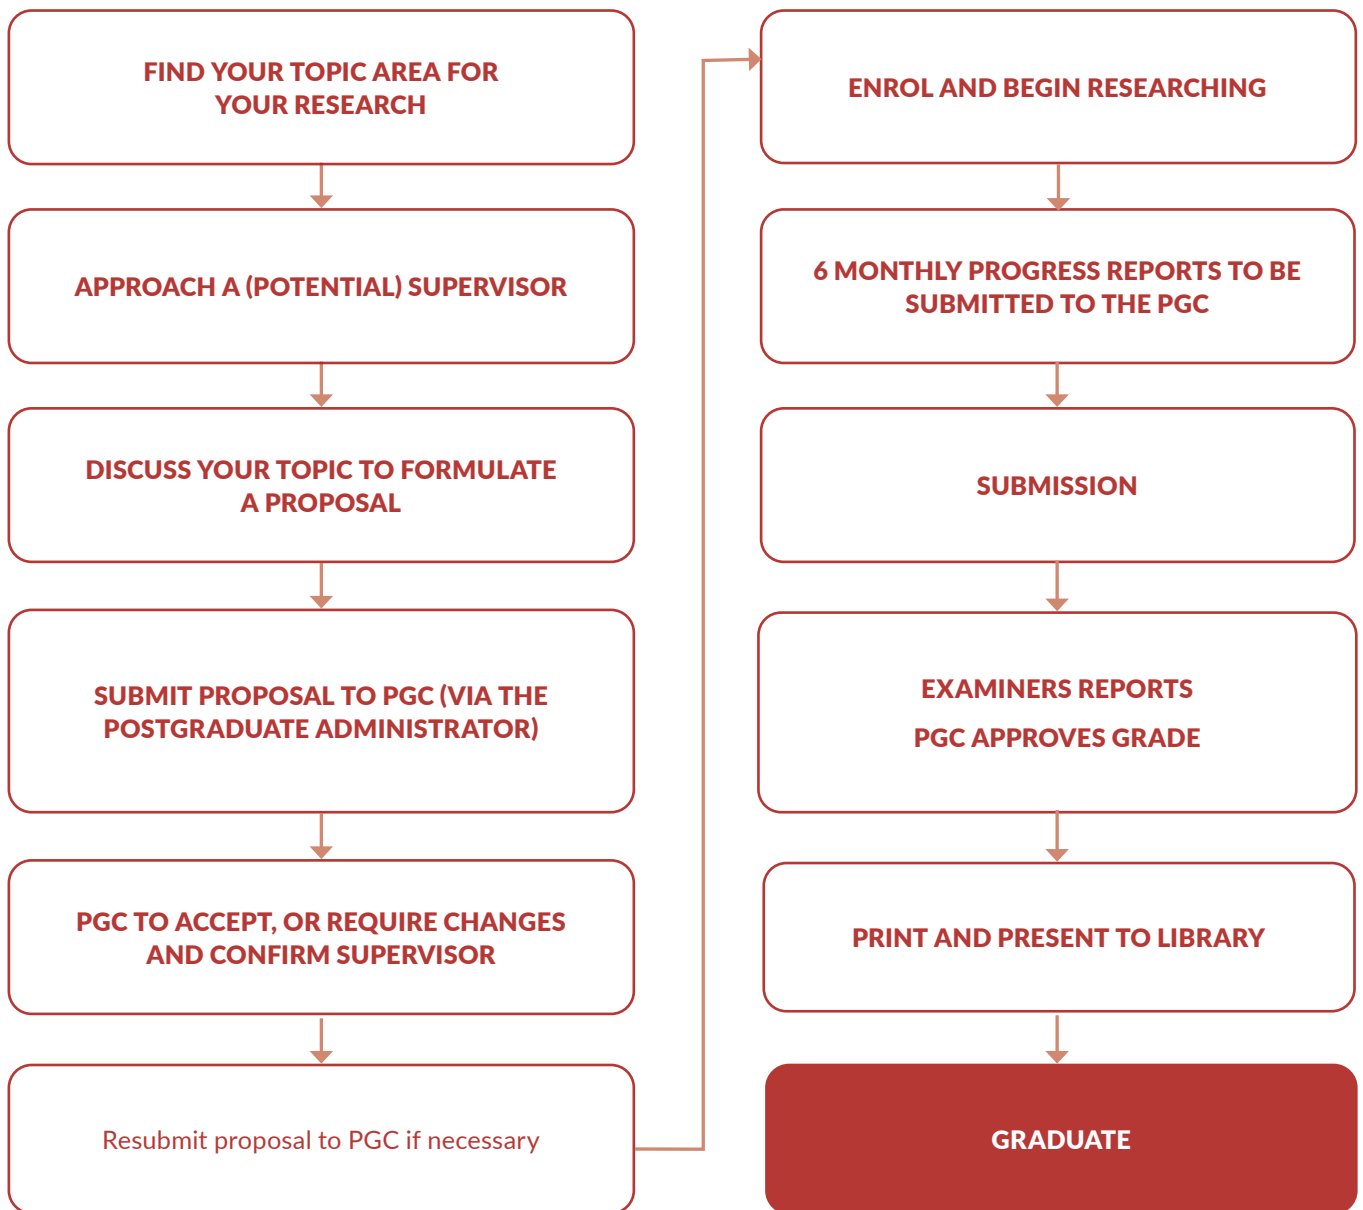 FIND YOUR TOPIC AREA FOR
YOUR RESEARCH
APPROACH A (POTENTIAL) SUPERVISOR
DISCUSS YOUR TOPIC TO FORMULATE
A PROPOSAL
SUBMIT PROPOSAL TO PGC (VIA THE
POSTGRADUATE ADMINISTRATOR)
PGC TO ACCEPT, OR REQUIRE CHANGES
AND CONFIRM SUPERVISOR
Resubmit proposal to PGC if necessary
ENROL AND BEGIN RESEARCHING
6 MONTHLY PROGRESS REPORTS TO BE
SUBMITTED TO THE PGC
SUBMISSION
EXAMINERS REPORTS
PGC APPROVES GRADE
PRINT AND PRESENT TO LIBRARY
GRADUATE